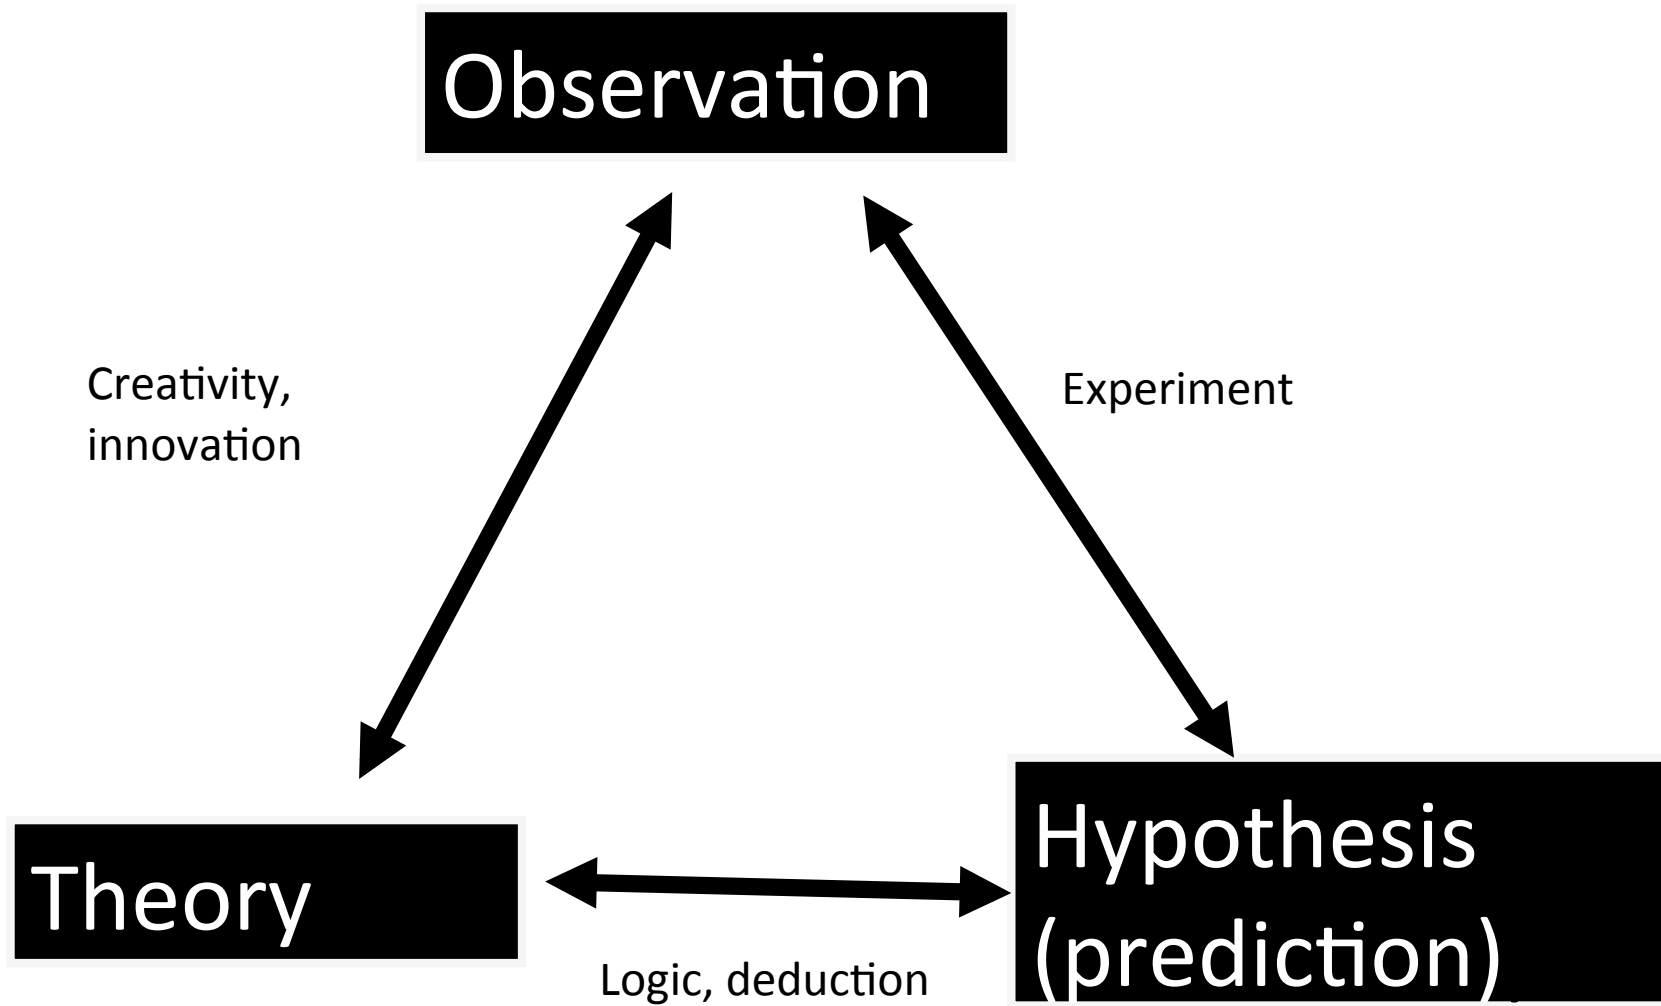 Observation
Creativity,
innovation
Experiment
Theory
Hypothesis
(prediction)
Logic, deduction